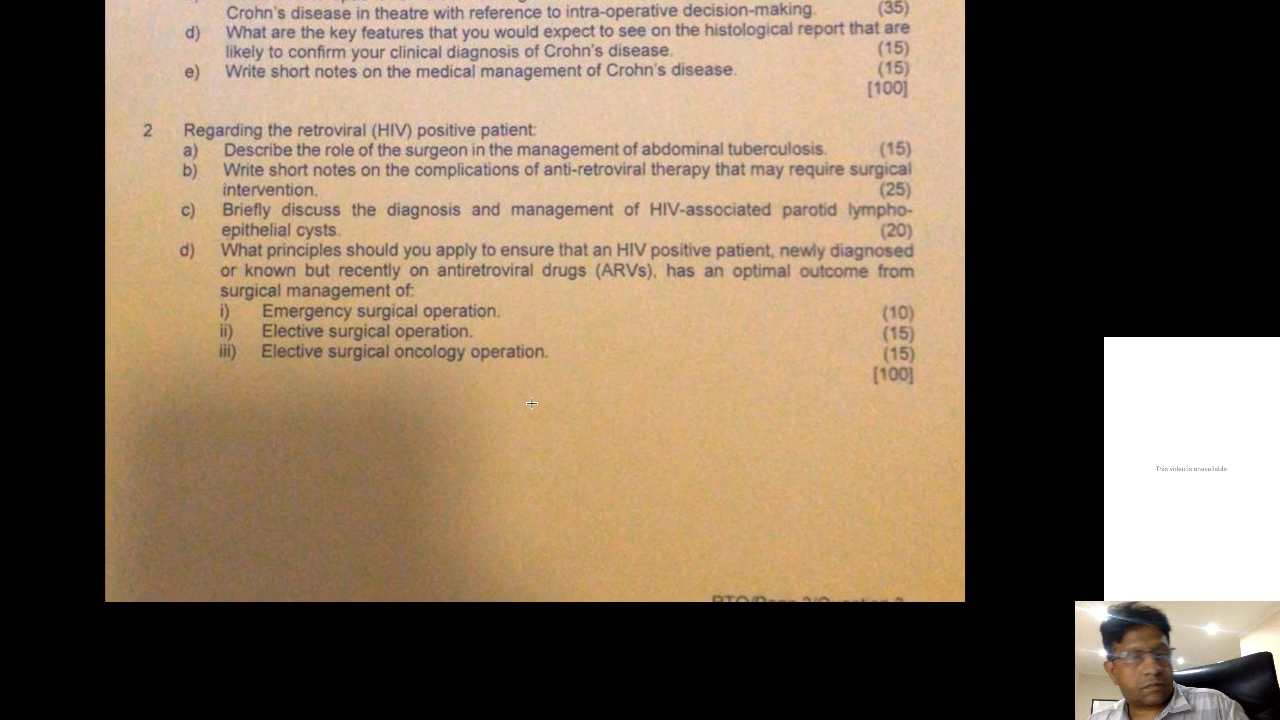 Crohn's disease in theatre with reference to intra-operative decision-making. (35)
d) What are the key features that you would expect to see on the histological report that are
likely to confirm your clinical diagnosis of Crohn's disease. (15)
e) Write short notes on the medical management of Crohn's disease. (15)
[100]
2 Regarding the retroviral (HIV) positive patient:
a) Describe the role of the surgeon in the management of abdominal tuberculosis. (15)
b) Write short notes on the complications of anti-retroviral therapy that may require surgical
intervention. (25)
c) Briefly discuss the diagnosis and management of HIV-associated parotid lympho-
epithelial cysts. (20)
d) What principles should you apply to ensure that an HIV positive patient, newly diagnosed
or known but recently on antiretroviral drugs (ARVs), has an optimal outcome from
surgical management of:
i) Emergency surgical operation. (10)
ii) Elective surgical operation. (15)
iii) Elective surgical oncology operation. (15)
[100]
This video is unavailable.